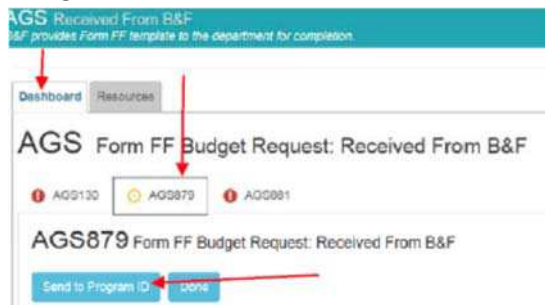 AGS Received From B&F
B&F provides Form FF template to the department for completion.
Dashboard Resources
AGS Form FF Budget Request: Received From B&F
AGS130 AGS879 AGS881
AGS879 Form FF Budget Request: Received From B&F
Send to Program ID Done